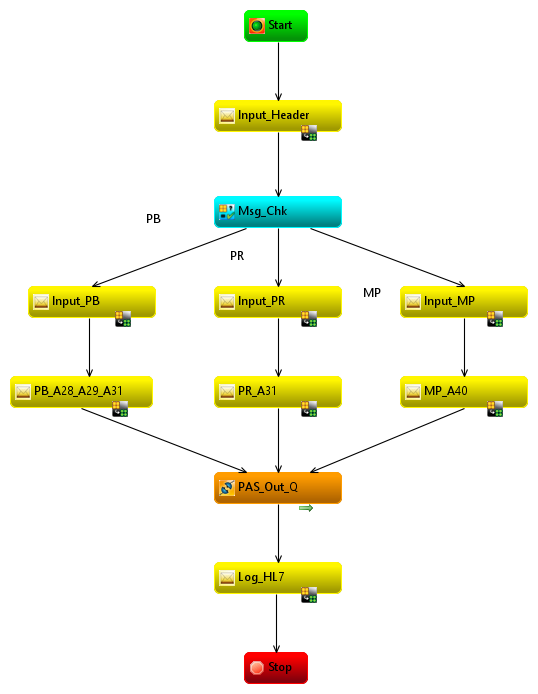 Start
Input_Header
Msg_Chk
PB
PR
MP
Input_PB
Input_PR
Input_MP
PB_A28_A29_A31
PR_A31
MP_A40
PAS_Out_Q
Log_HL7
Stop